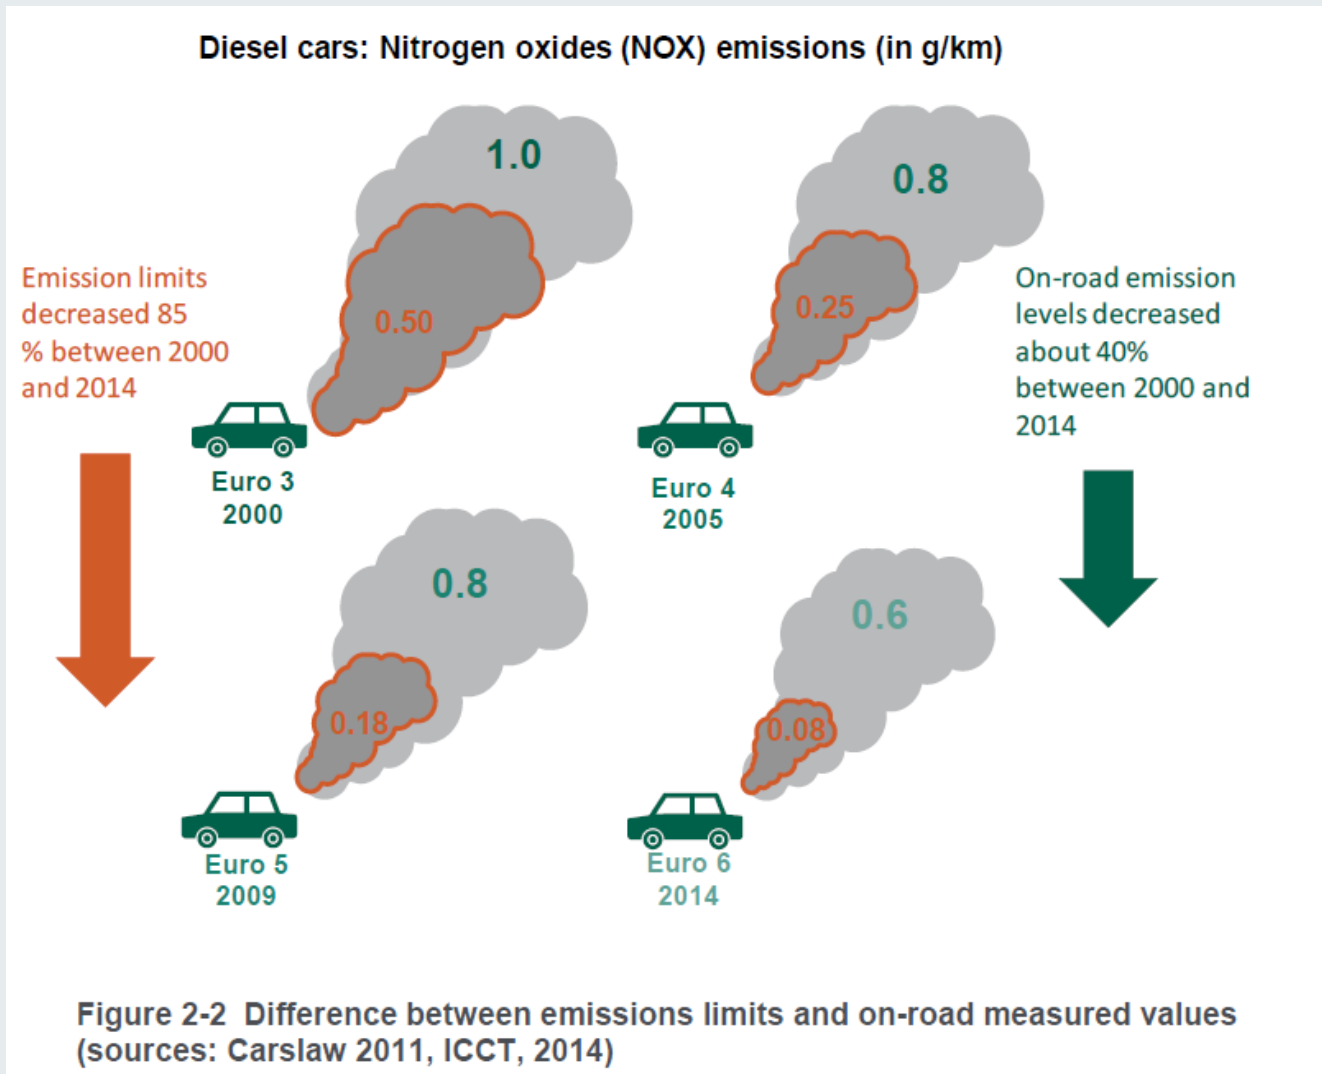 Diesel cars: Nitrogen oxides (NOX) emissions (in g/km)
1.0
0.50
Euro 3
2000
0.8
0.25
Euro 4
2005
Emission limits
decreased 85
% between 2000
and 2014
On-road emission
levels decreased
about 40%
between 2000 and
2014
0.8
0.18
Euro 5
2009
0.6
0.08
Euro 6
2014
Figure 2-2 Difference between emissions limits and on-road measured values
(sources: Carslaw 2011, ICCT, 2014)